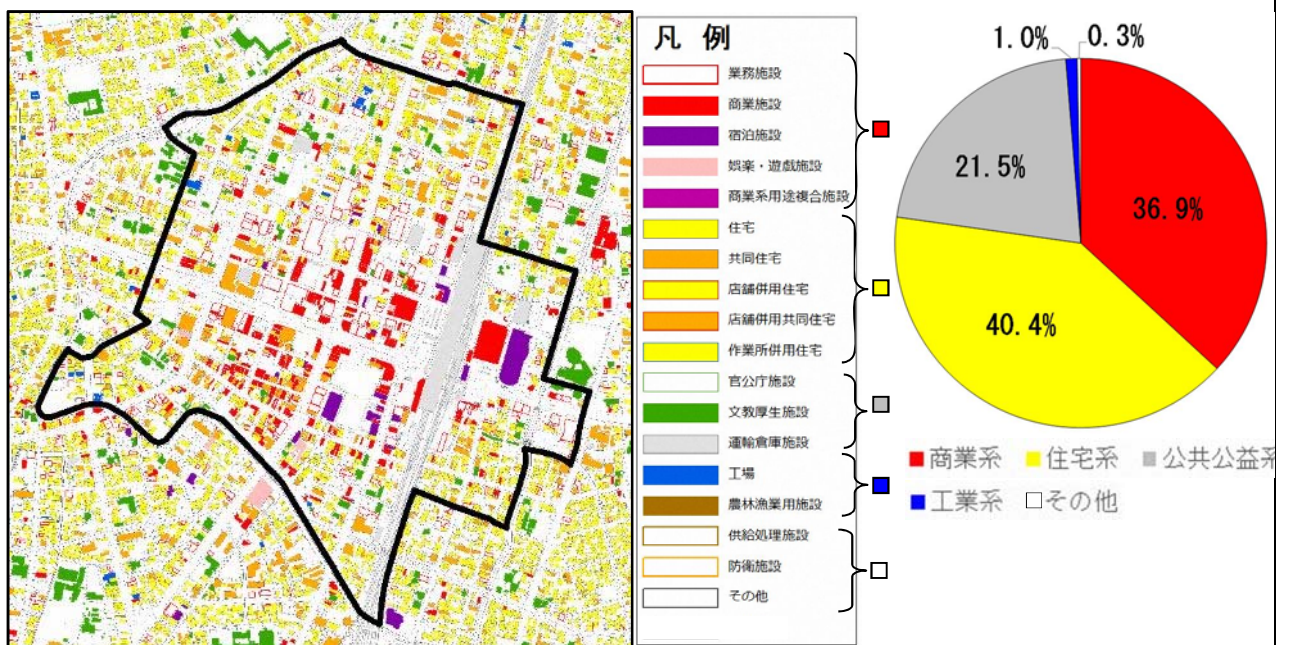 凡 例
業務施設
商業施設
宿泊施設
娯楽・遊戯施設
商業系用途複合施設
住宅
共同住宅
店舗併用住宅
店舗併用共同住宅
作業所併用住宅
官公庁施設
文教厚生施設
運輸倉庫施設
工場
農林漁業用施設
供給処理施設
防衛施設
その他
1.0%
0.3%
21.5%
36.9%
40.4%
商業系 住宅系 公共公益系
工業系 その他